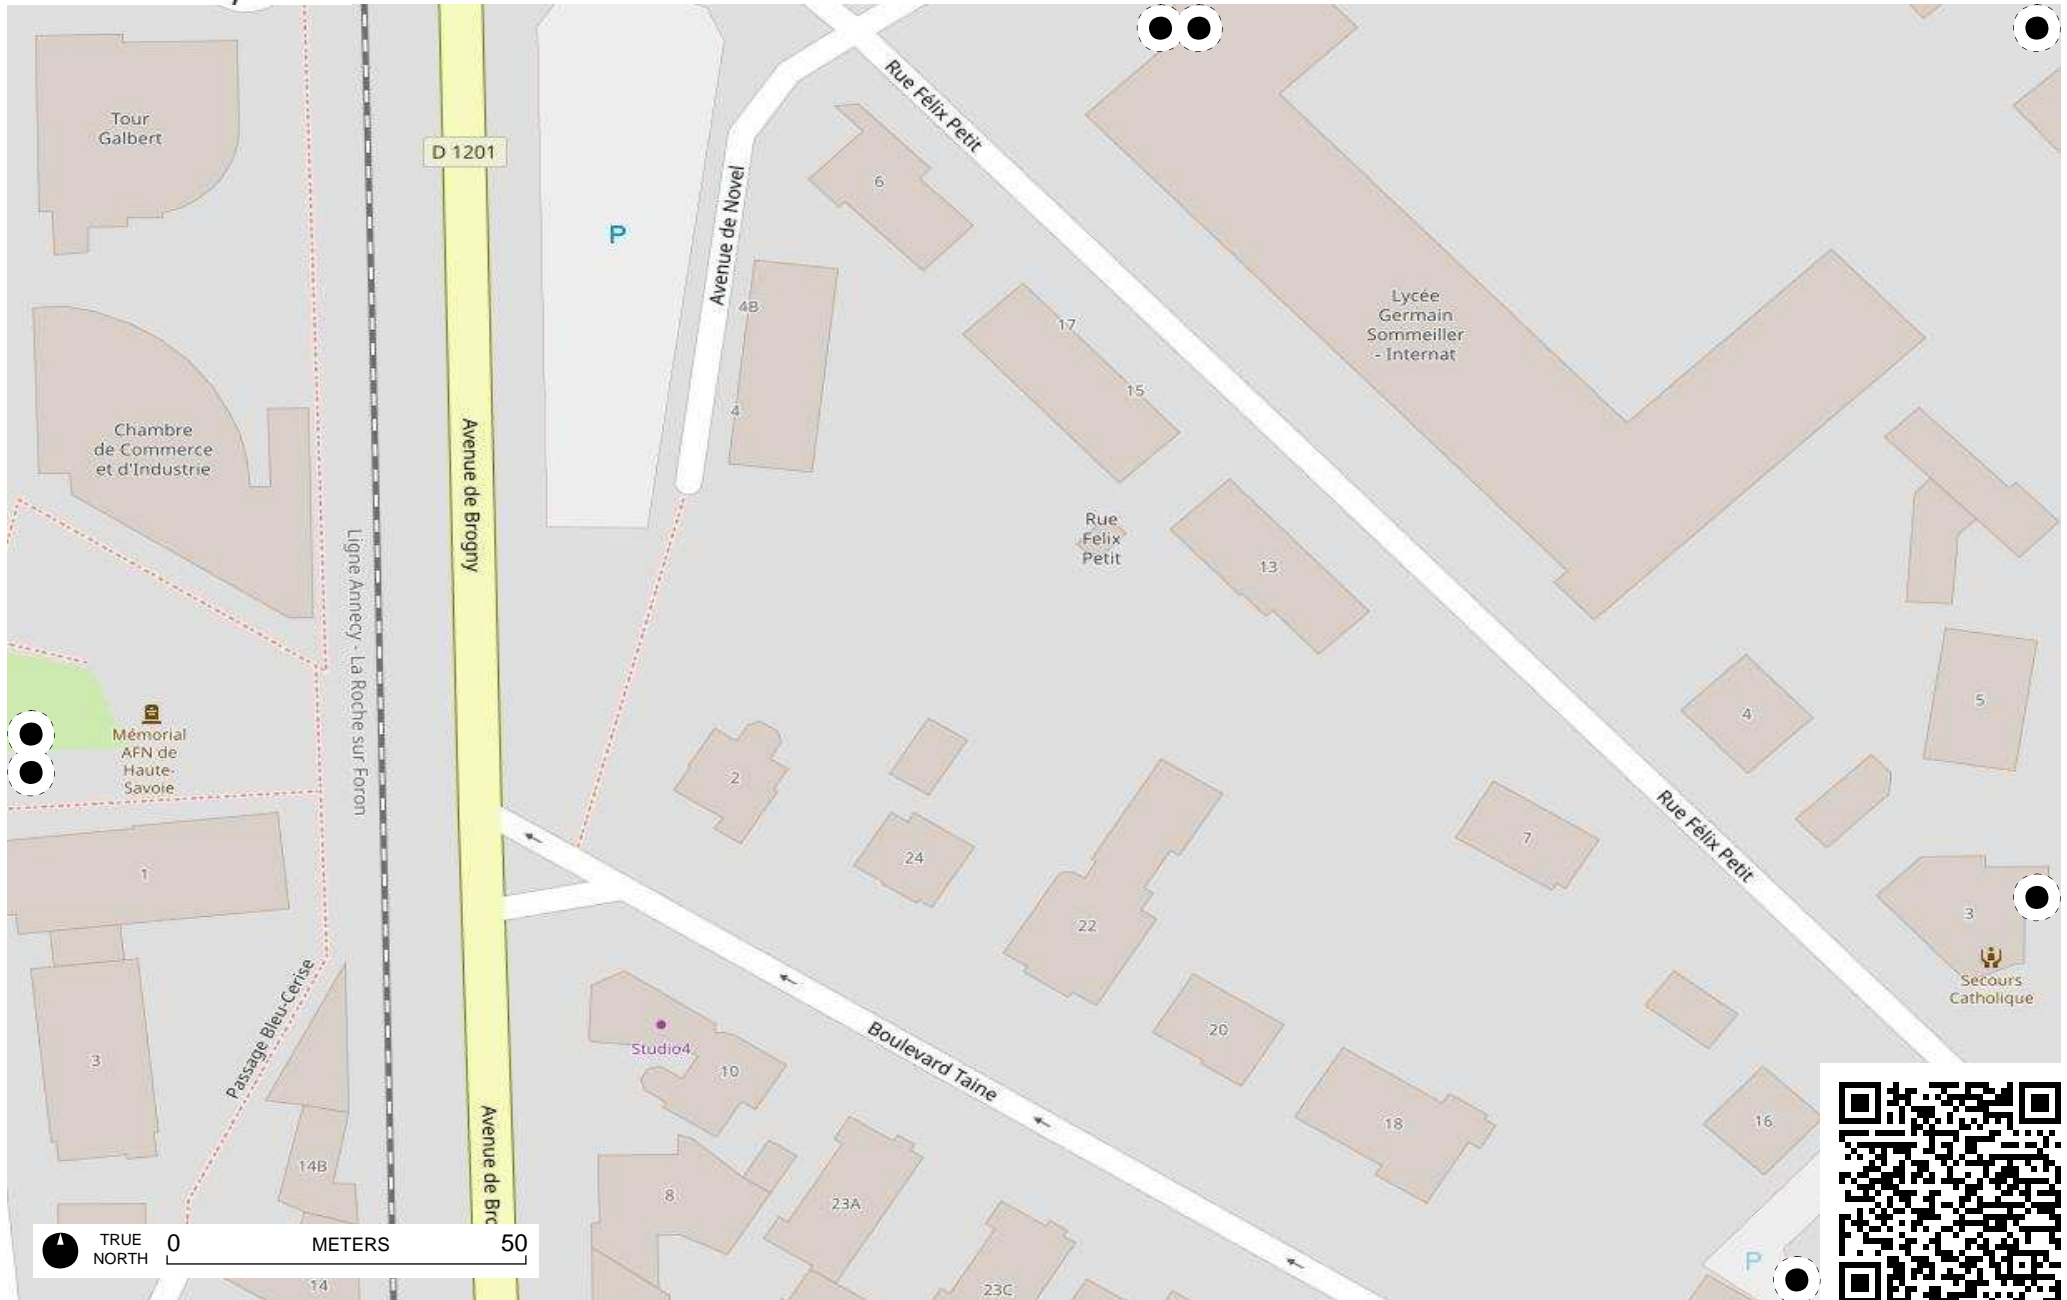 Tour
Galbert
D 1201
P
Avenue de Novel
Rue Félix Petit
6
4B
4
17
15
Lycée
Germain
Sommeiller
- Internat
Chambre
de Commerce
et d'Industrie
Avenue de Brogny
Ligne Annecy - La Roche sur Foron
Rue
Felix
Petit
13
Mémorial
AFN de
Haute-
Savoie
2
24
22
7
4
5
Rue Félix Petit
3
Secours
Catholique
1
3
Passage Bleu-Cerise
Studio4
10
Boulevard Taine
20
18
16
14B
8
23A
23C
14
Avenue de Bro
P
TRUE
NORTH
0 METERS 50